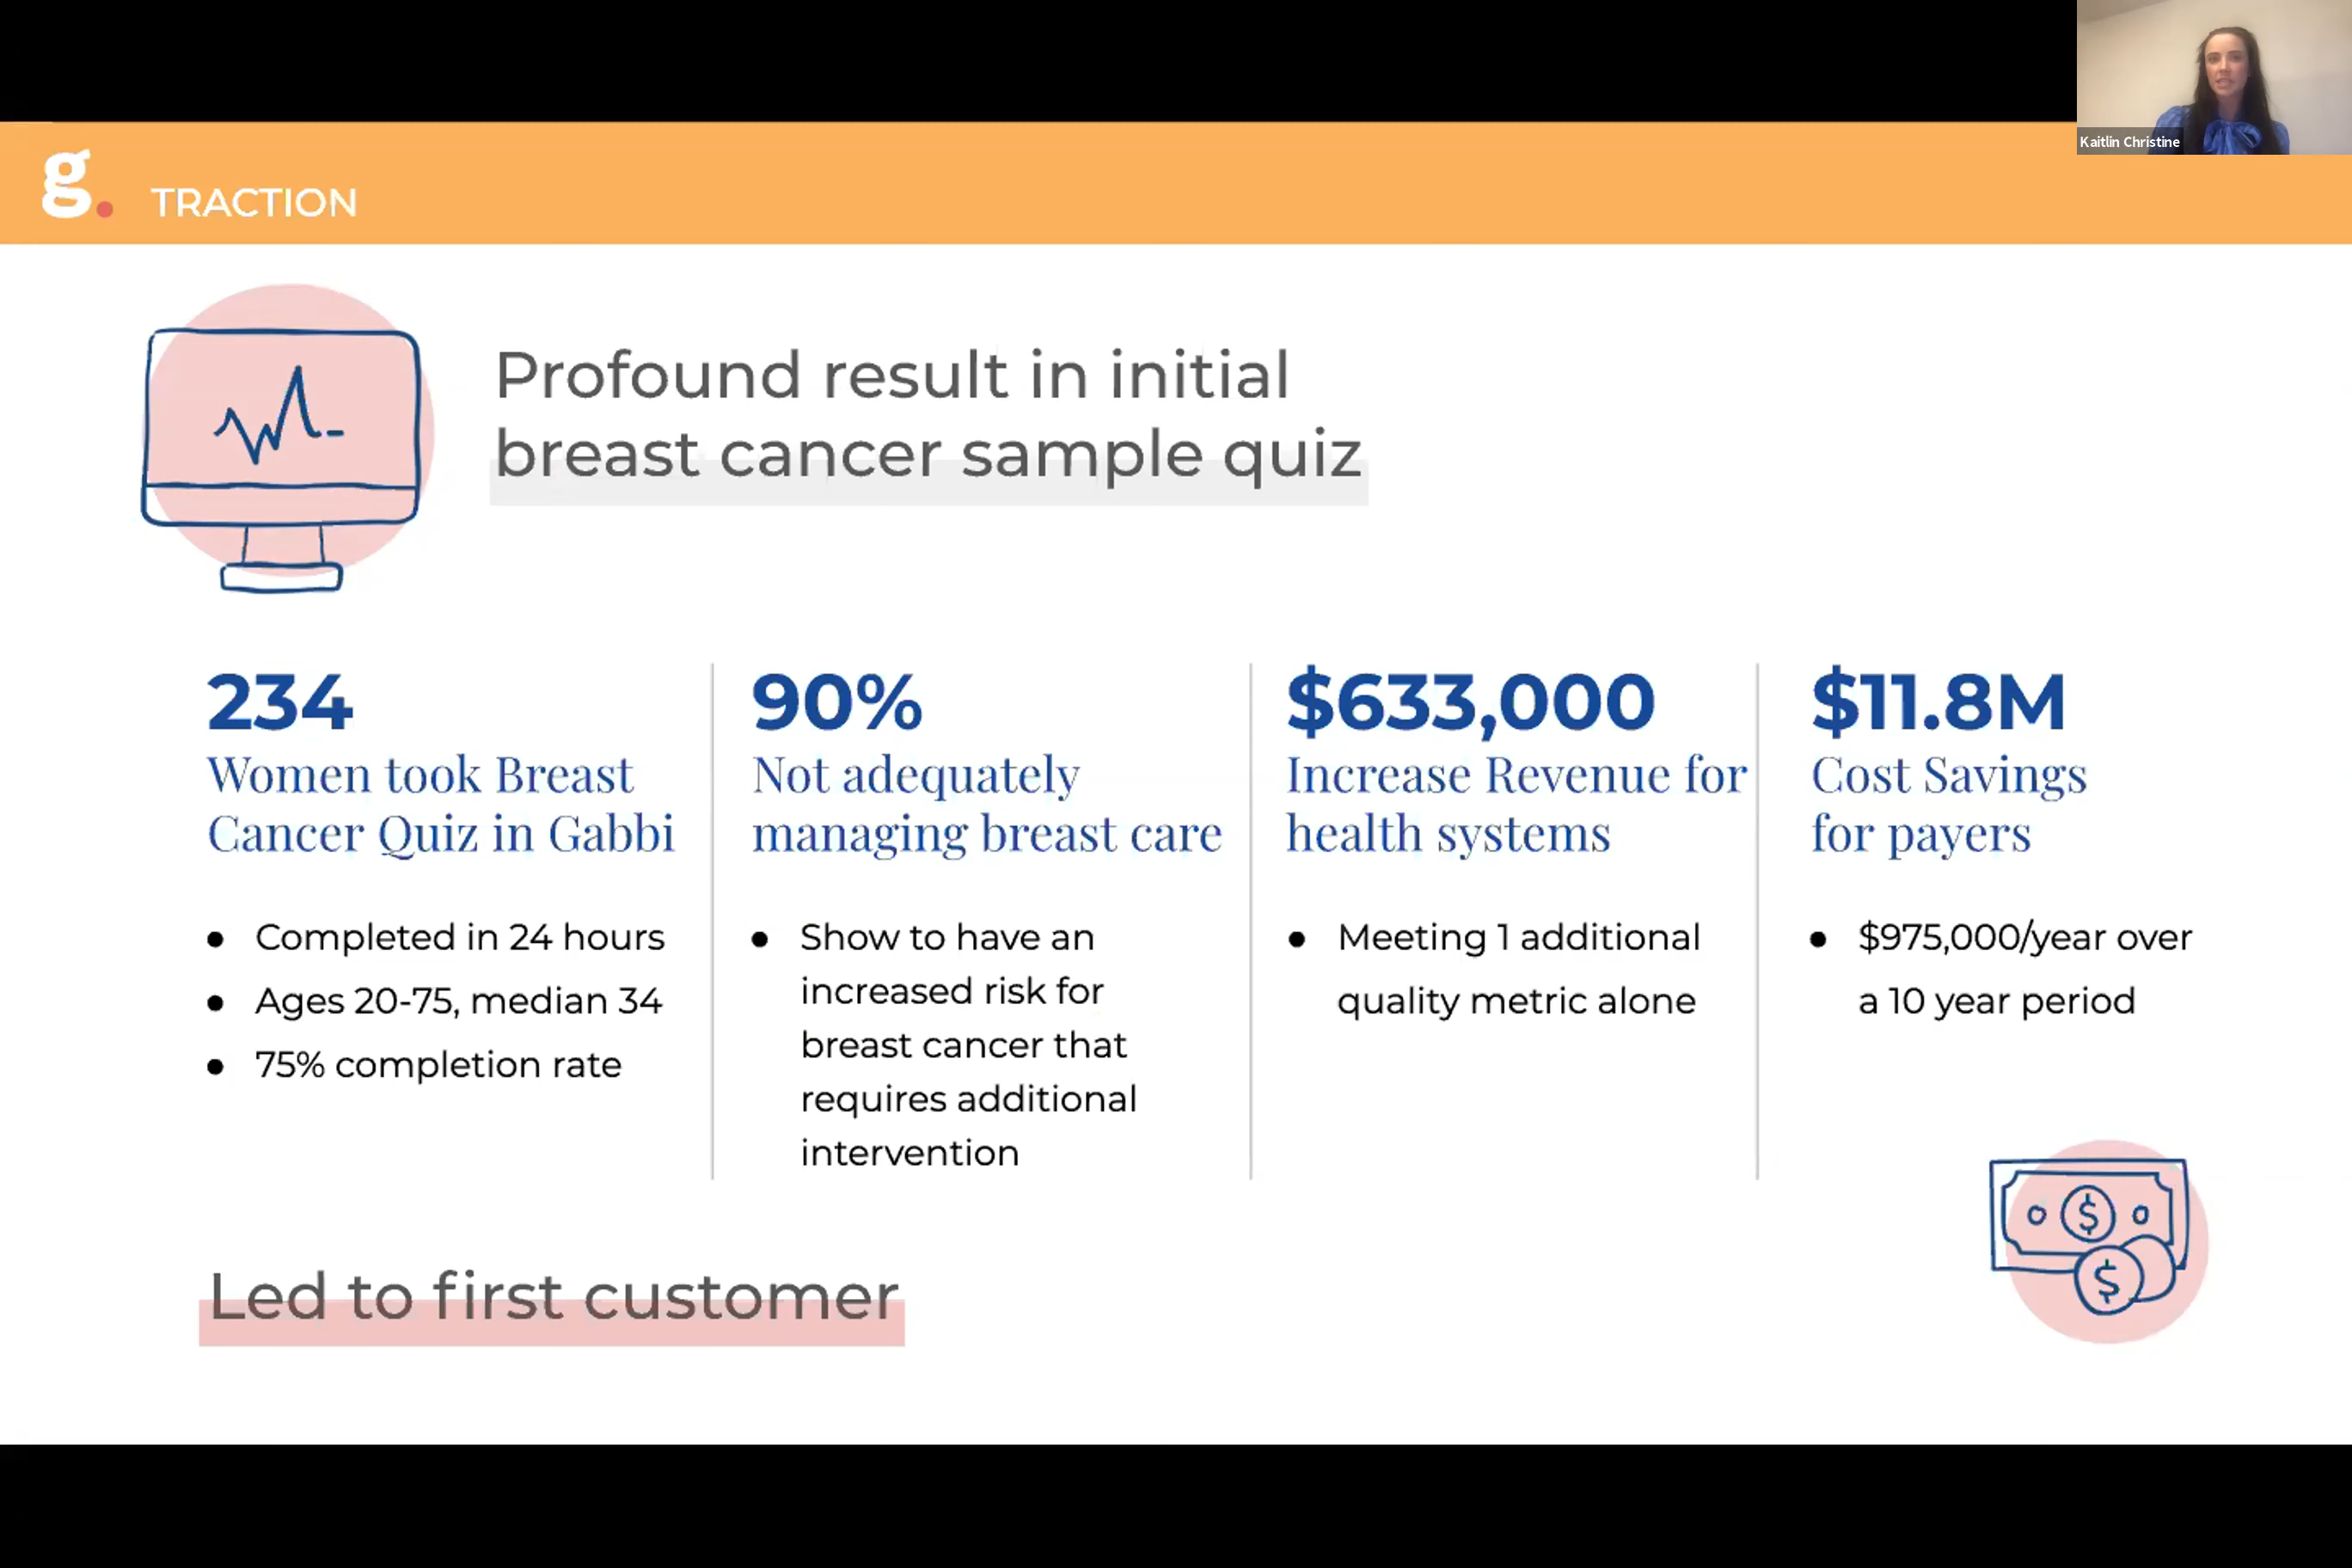 Kaitlin Christine
g. TRACTION
Profound result in initial
breast cancer sample quiz
234
Women took Breast
Cancer Quiz in Gabbi
• Completed in 24 hours
• Ages 20-75, median 34
• 75% completion rate
90%
Not adequately
managing breast care
• Show to have an
increased risk for
breast cancer that
requires additional
intervention
$633,000
Increase Revenue for
health systems
• Meeting 1 additional
quality metric alone
$11.8M
Cost Savings
for payers
• $975,000/year over
a 10 year period
$
$
Led to first customer